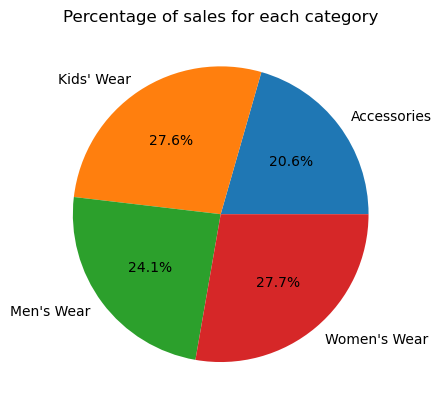 Percentage of sales for each category
Kids' Wear
Accessories
27.6%
20.6%
24.1%
27.7%
Men's Wear
Women's Wear